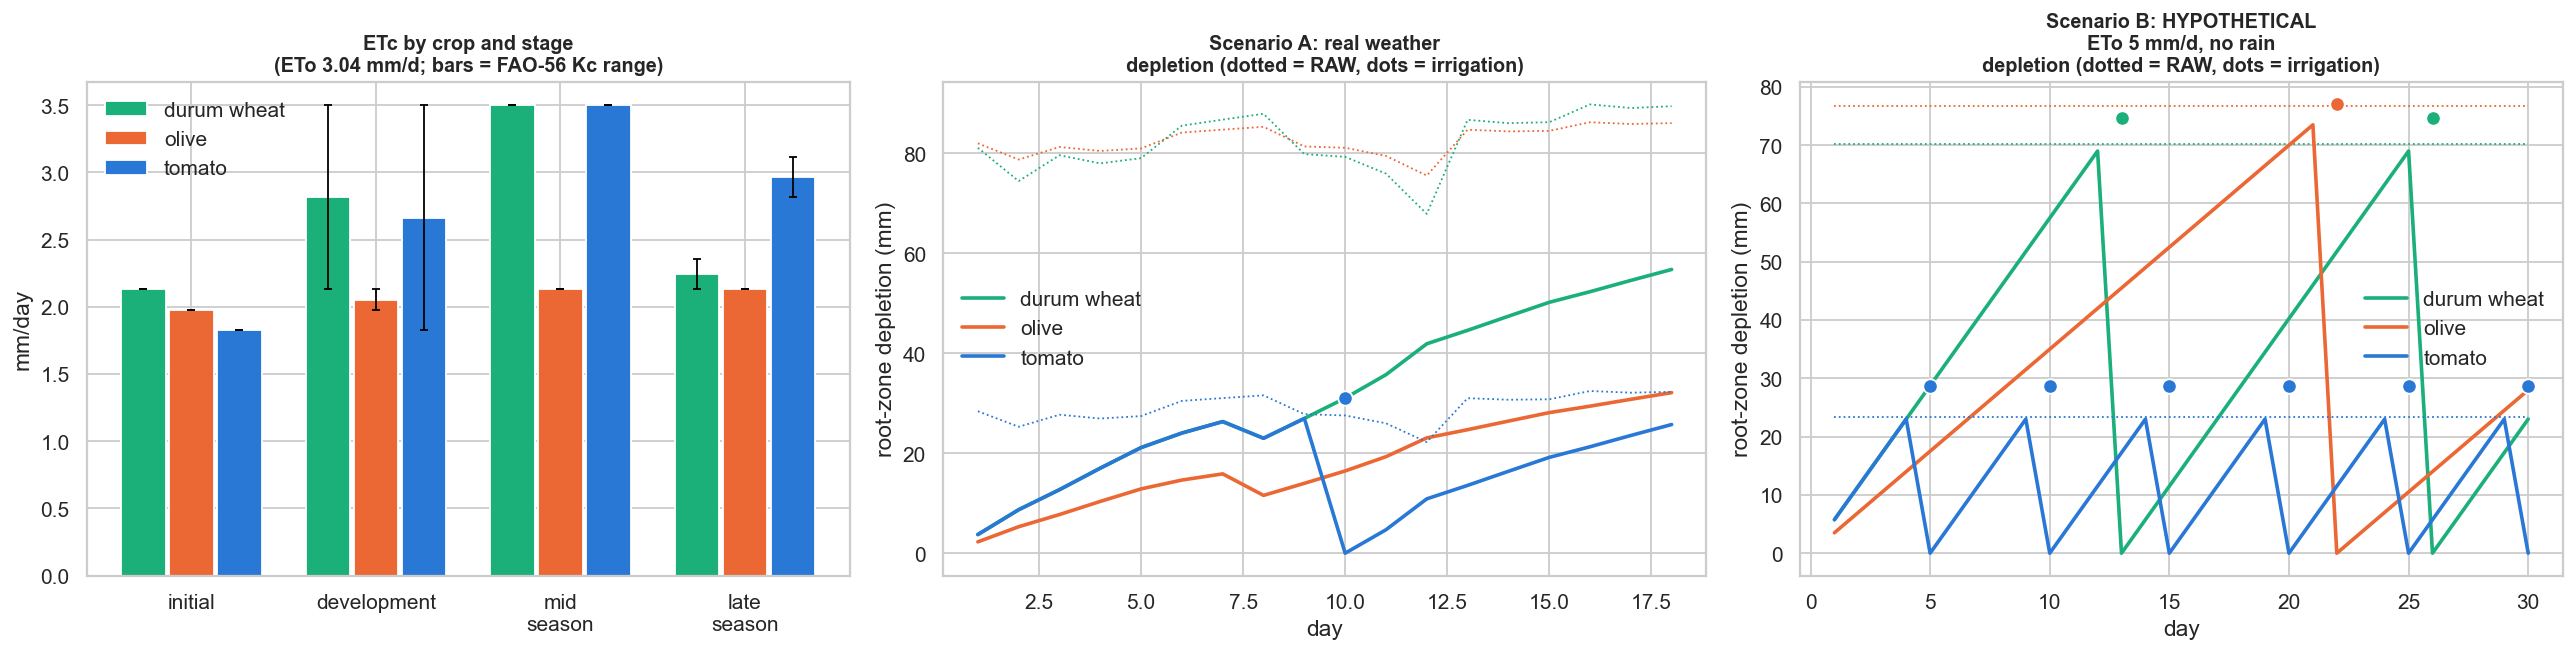 ETc by crop and stage
(ETo 3.04 mm/d; bars = FAO-56 Kc range)
durum wheat
olive
tomato
mm/day
3.5
3.0
2.5
2.0
1.5
1.0
0.5
0.0
initial
development
mid
season
late
season
Scenario A: real weather
depletion (dotted = RAW, dots = irrigation)
root-zone depletion (mm)
80
60
40
20
0
durum wheat
olive
tomato
2.5
5.0
7.5
10.0
12.5
15.0
17.5
day
Scenario B: HYPOTHETICAL
ETo 5 mm/d, no rain
depletion (dotted = RAW, dots = irrigation)
root-zone depletion (mm)
80
70
60
50
40
30
20
10
0
durum wheat
olive
tomato
0
5
10
15
20
25
30
day